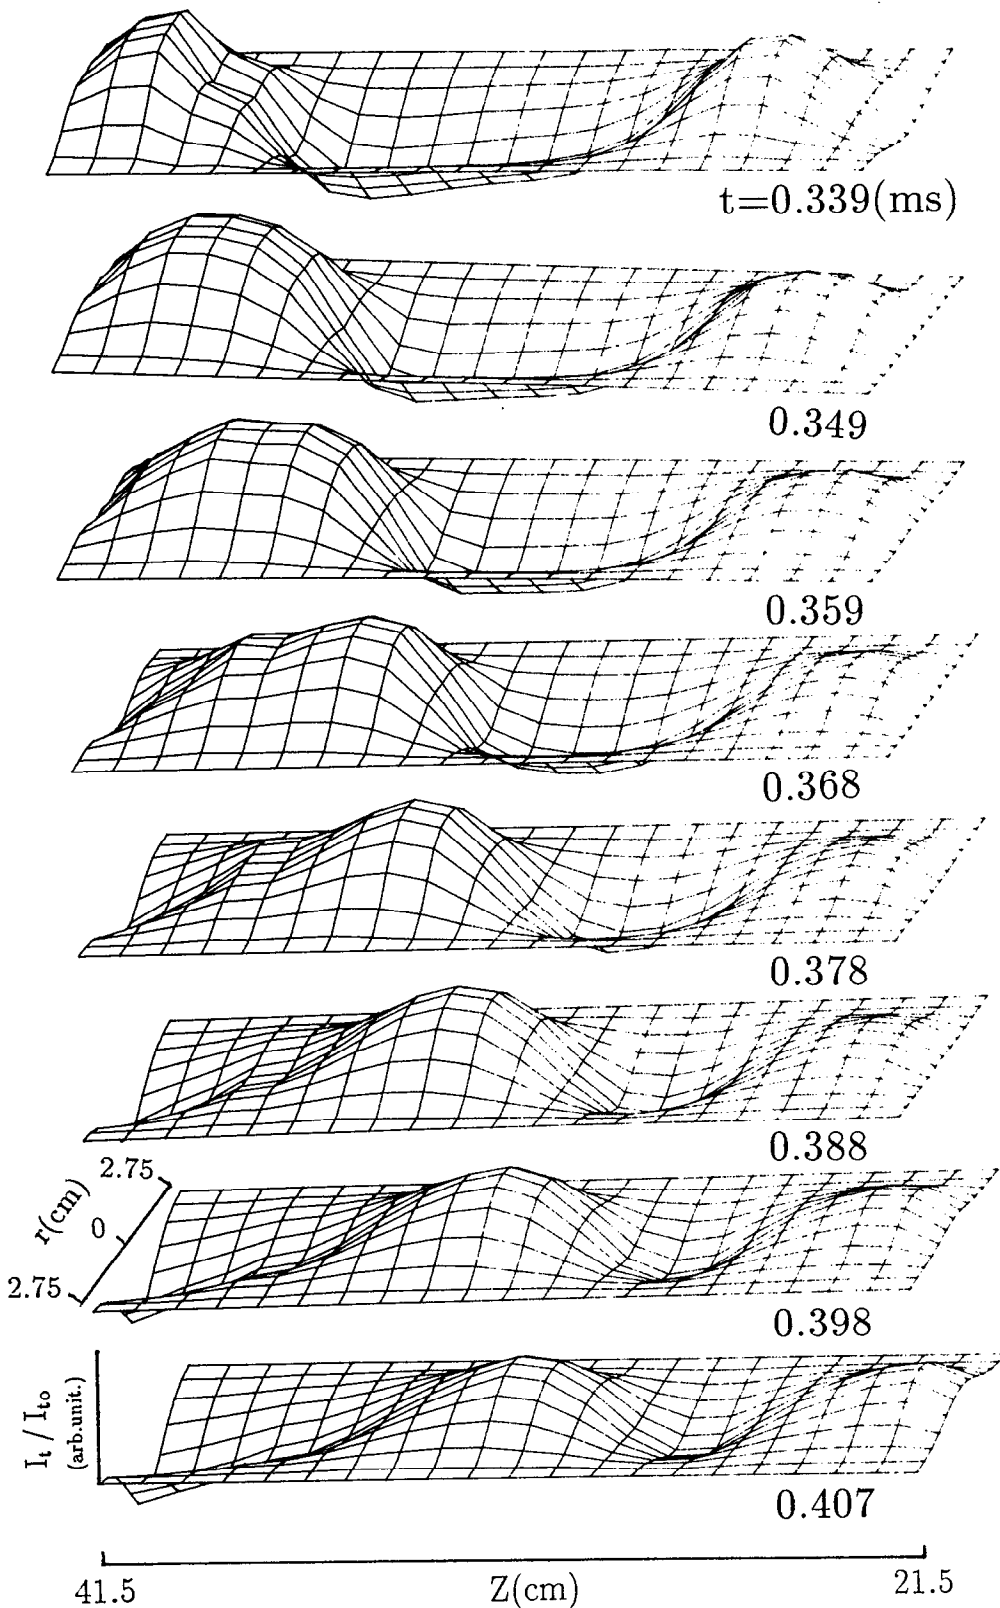 t=0.339(ms)
0.349
0.359
0.368
0.378
0.388
2.75
r(cm)
0
2.75
0.398
I_t / I_to
(arb.unit.)
0.407
41.5
Z(cm)
21.5